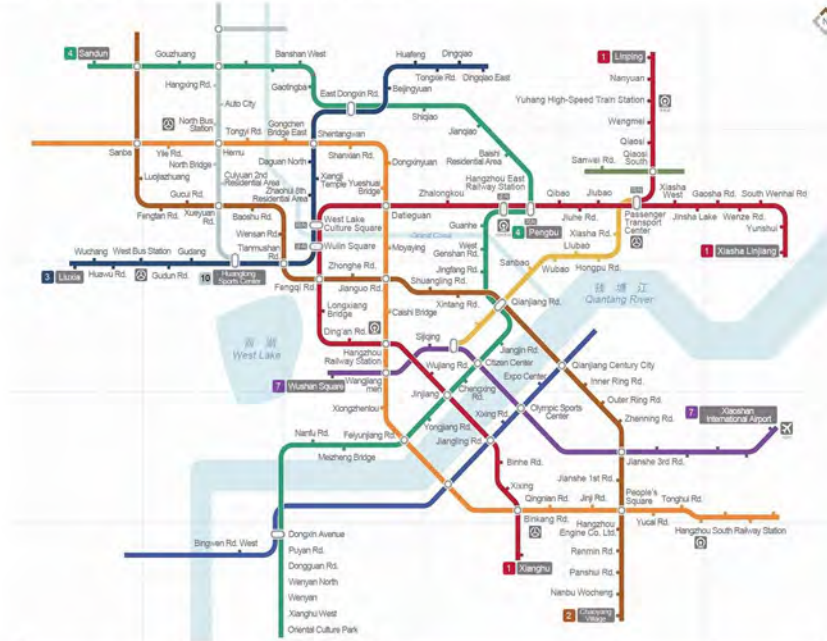 4 Sandun
Gouzhuang
Banshan West
Huafeng
Dingqiao
Tongxie Rd.
Dingqiao East
1 Linping
Nanyuan
Yuhang High-Speed Train Station
Wengmei
Qiaosi
Qiaosi
South
Sanwei Rd.
Hangxing Rd.
Gaotingba
East Dongxin Rd.
Beijingyuan
Auto City
North Bus
Station
Tongyi Rd.
Gongchen
Bridge East
Shentangwan
Shiqiao
Jianqiao
Sanba
Yile Rd.
Hemu
Shanxian Rd.
Dongxinyuan
Baishi
Residential Area
Luojiazhuang
North Bridge
Daguan North
Cuiyuan 2nd
Residential Area
Zhaohui 8th
Residential Area
Xiangji
Temple
Yueshuai
Bridge
Hangzhou East
Railway Station
Gucui Rd.
Zhalongkou
Qibao
Jiubao
Xiasha
West
Gaosha Rd.
South Wenhai Rd.
Fengtan Rd.
Xueyuan
Rd.
Baoshu Rd.
West Lake
Culture Square
Datieguan
Guanhe
4 Pengbu
Jiuhe Rd.
Xiasha Rd.
Passenger
Transport
Center
Jinsha Lake
Wenze Rd.
Yunshui
Wensan Rd.
Tianmushan
Rd.
Wulin Square
Grand Canal
Moyaying
West
Genshan Rd.
Liubao
1 Xiasha Linjiang
Wuchang
West Bus Station
Gudang
3 Liuxia
Huawu Rd.
Gudun Rd.
10 Huanglong
Sports Center
Zhonghe Rd.
Jingfang Rd.
Sanbao
Wubao
Hongpu Rd.
Fengqi Rd.
Jianguo Rd.
Shuangling Rd.
Xintang
Qianjiang Rd.
钱塘江
Qiantang River
Longxiang
Bridge
Caishi Bridge
西湖
West Lake
Ding'an Rd.
Sijiqing
Hangzhou
Railway Station
Jiangjin Rd.
Citizen Center
Qianjiang Century City
7 Wushan Square
Wangjiang
men
Wujiang Rd.
Expo Center
Inner Ring Rd.
Chengxing
Rd.
Jinjiang
Outer Ring Rd.
Xiongzhenlou
Xixing Rd.
Olympic Sports
Center
Zhenning Rd.
7 Xiaoshan
International Airport
Nanfu Rd.
Feiyunjiang Rd.
Yongjiang Rd.
Jiangling Rd.
Meizheng Bridge
Binhe Rd.
Jianshe 3rd Rd.
Jianshe 1st Rd.
Xixing
Qingnian Rd.
Jinji Rd.
People's
Square
Tonghui Rd.
Binkang Rd.
Yucai Rd.
Hangzhou South Railway Station
Hangzhou
Engine Co. Ltd.
Bingwen Rd. West
Dongxin Avenue
Puyan Rd.
Dongguan Rd.
Wenyan North
Wenyan
Xianghu West
Oriental Culture Park
1 Xianghu
Renmin Rd.
Panshui Rd.
Nanbu Wocheng
2 Chaoyang
Village